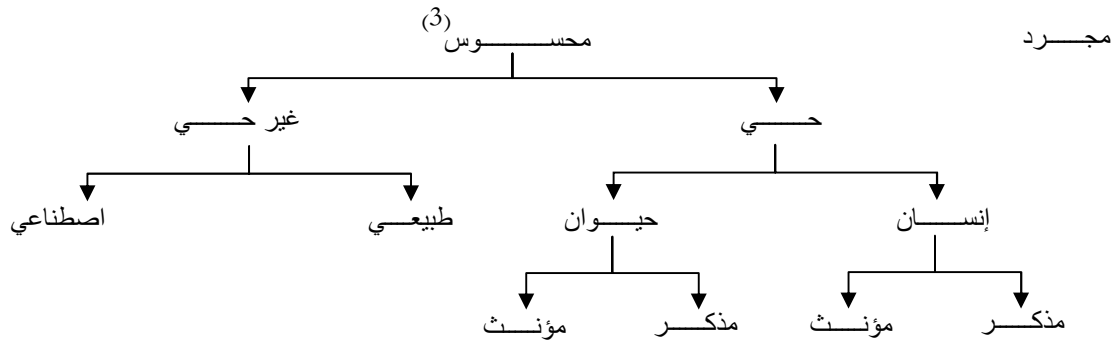 مجرد محسوس(3)
حي غير حي
إنسان حيوان طبيعي اصطناعي
مذكر مؤنث مذكر مؤنث